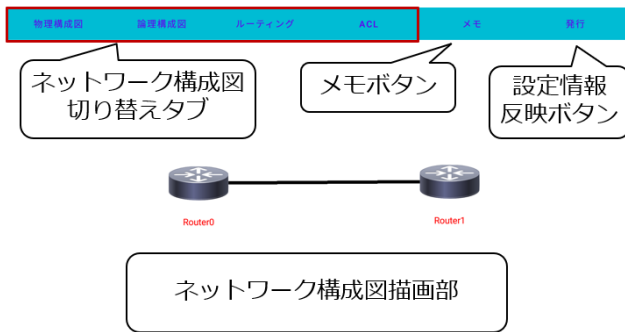 物理構成図 論理構成図 ルーティング ACL メモ 発行
ネットワーク構成図
切り替えタブ
メモボタン
設定情報
反映ボタン
Router0 Router1
ネットワーク構成図描画部